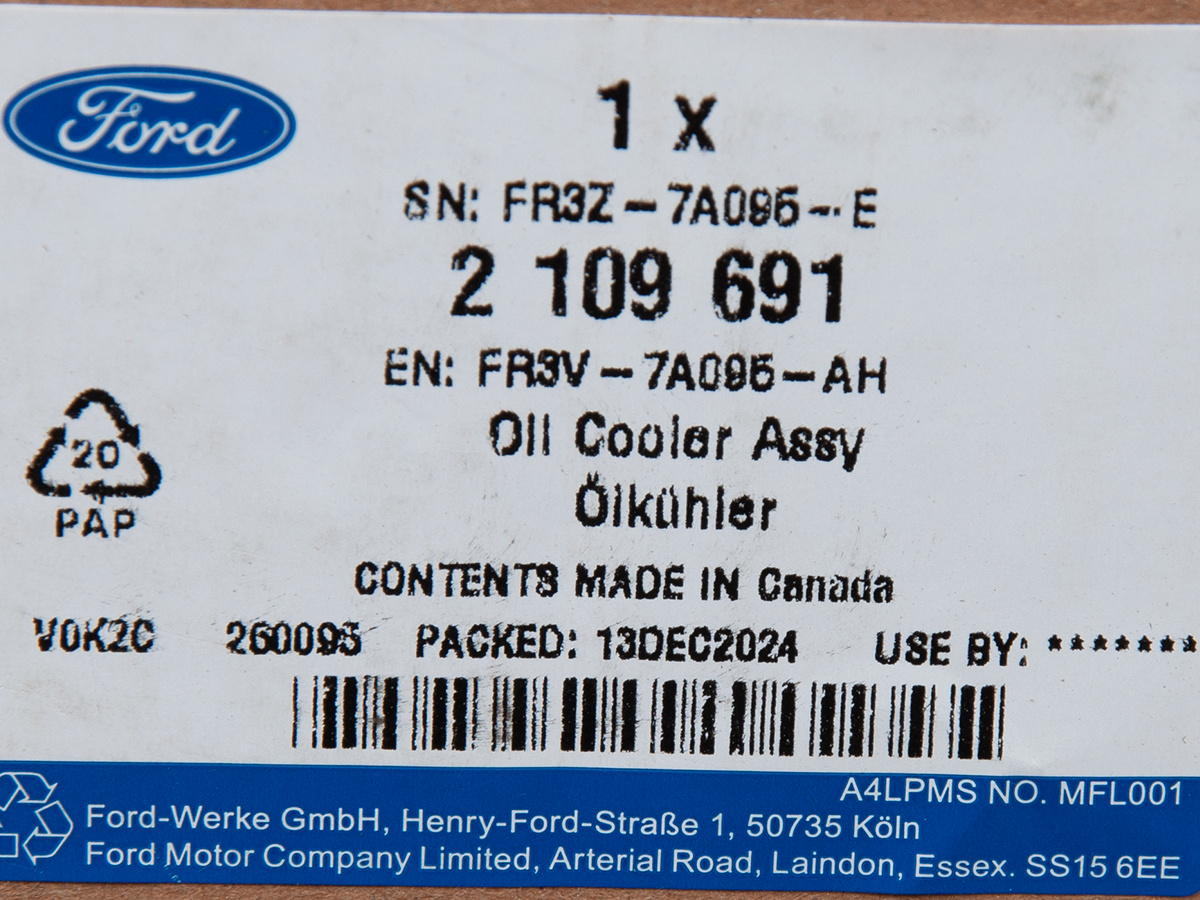 Ford
1 x
SN: FR3Z-7A095-E
2 109 691
EN: FR3V-7A095-AH
Oil Cooler Assy
Ölkühler
20
PAP
CONTENTS MADE IN Canada
V0K2C 260095 PACKED: 13DEC2024 USE BY: *******
A4LPMS NO. MFL001
Ford-Werke GmbH, Henry-Ford-Straße 1, 50735 Köln
Ford Motor Company Limited, Arterial Road, Laindon, Essex. SS15 6EE